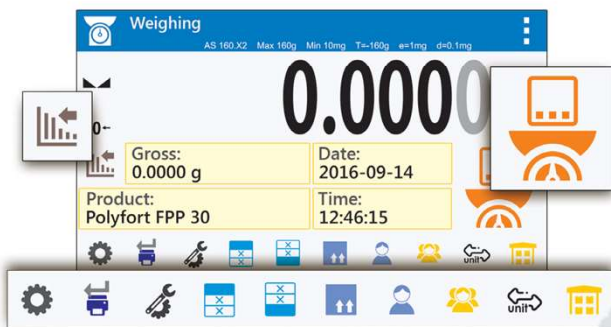 Weighing
AS 160.X2 Max 160g Min 10mg T=-160g e=1mg d=0.1mg
0.0000
0
Gross:
0.0000 g
Date:
2016-09-14
Product:
Polyfort FPP 30
Time:
12:46:15
unit
unit